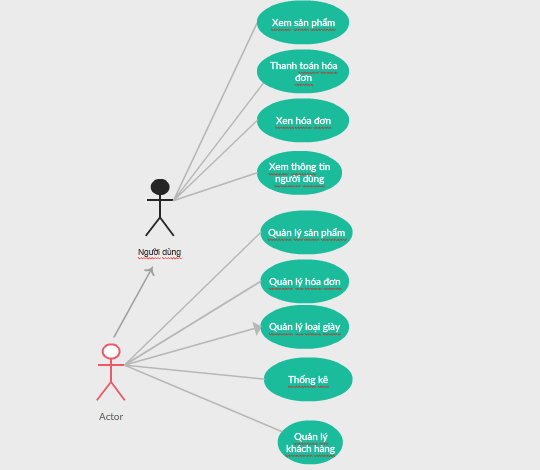 Xem sản phẩm
Thanh toán hóa
đơn
Xen hóa đơn
Xem thông tin
người dùng
Người dùng
Quản lý sản phẩm
Quản lý hóa đơn
Quản lý loại giày
Thống kê
Actor
Quản lý
khách hàng